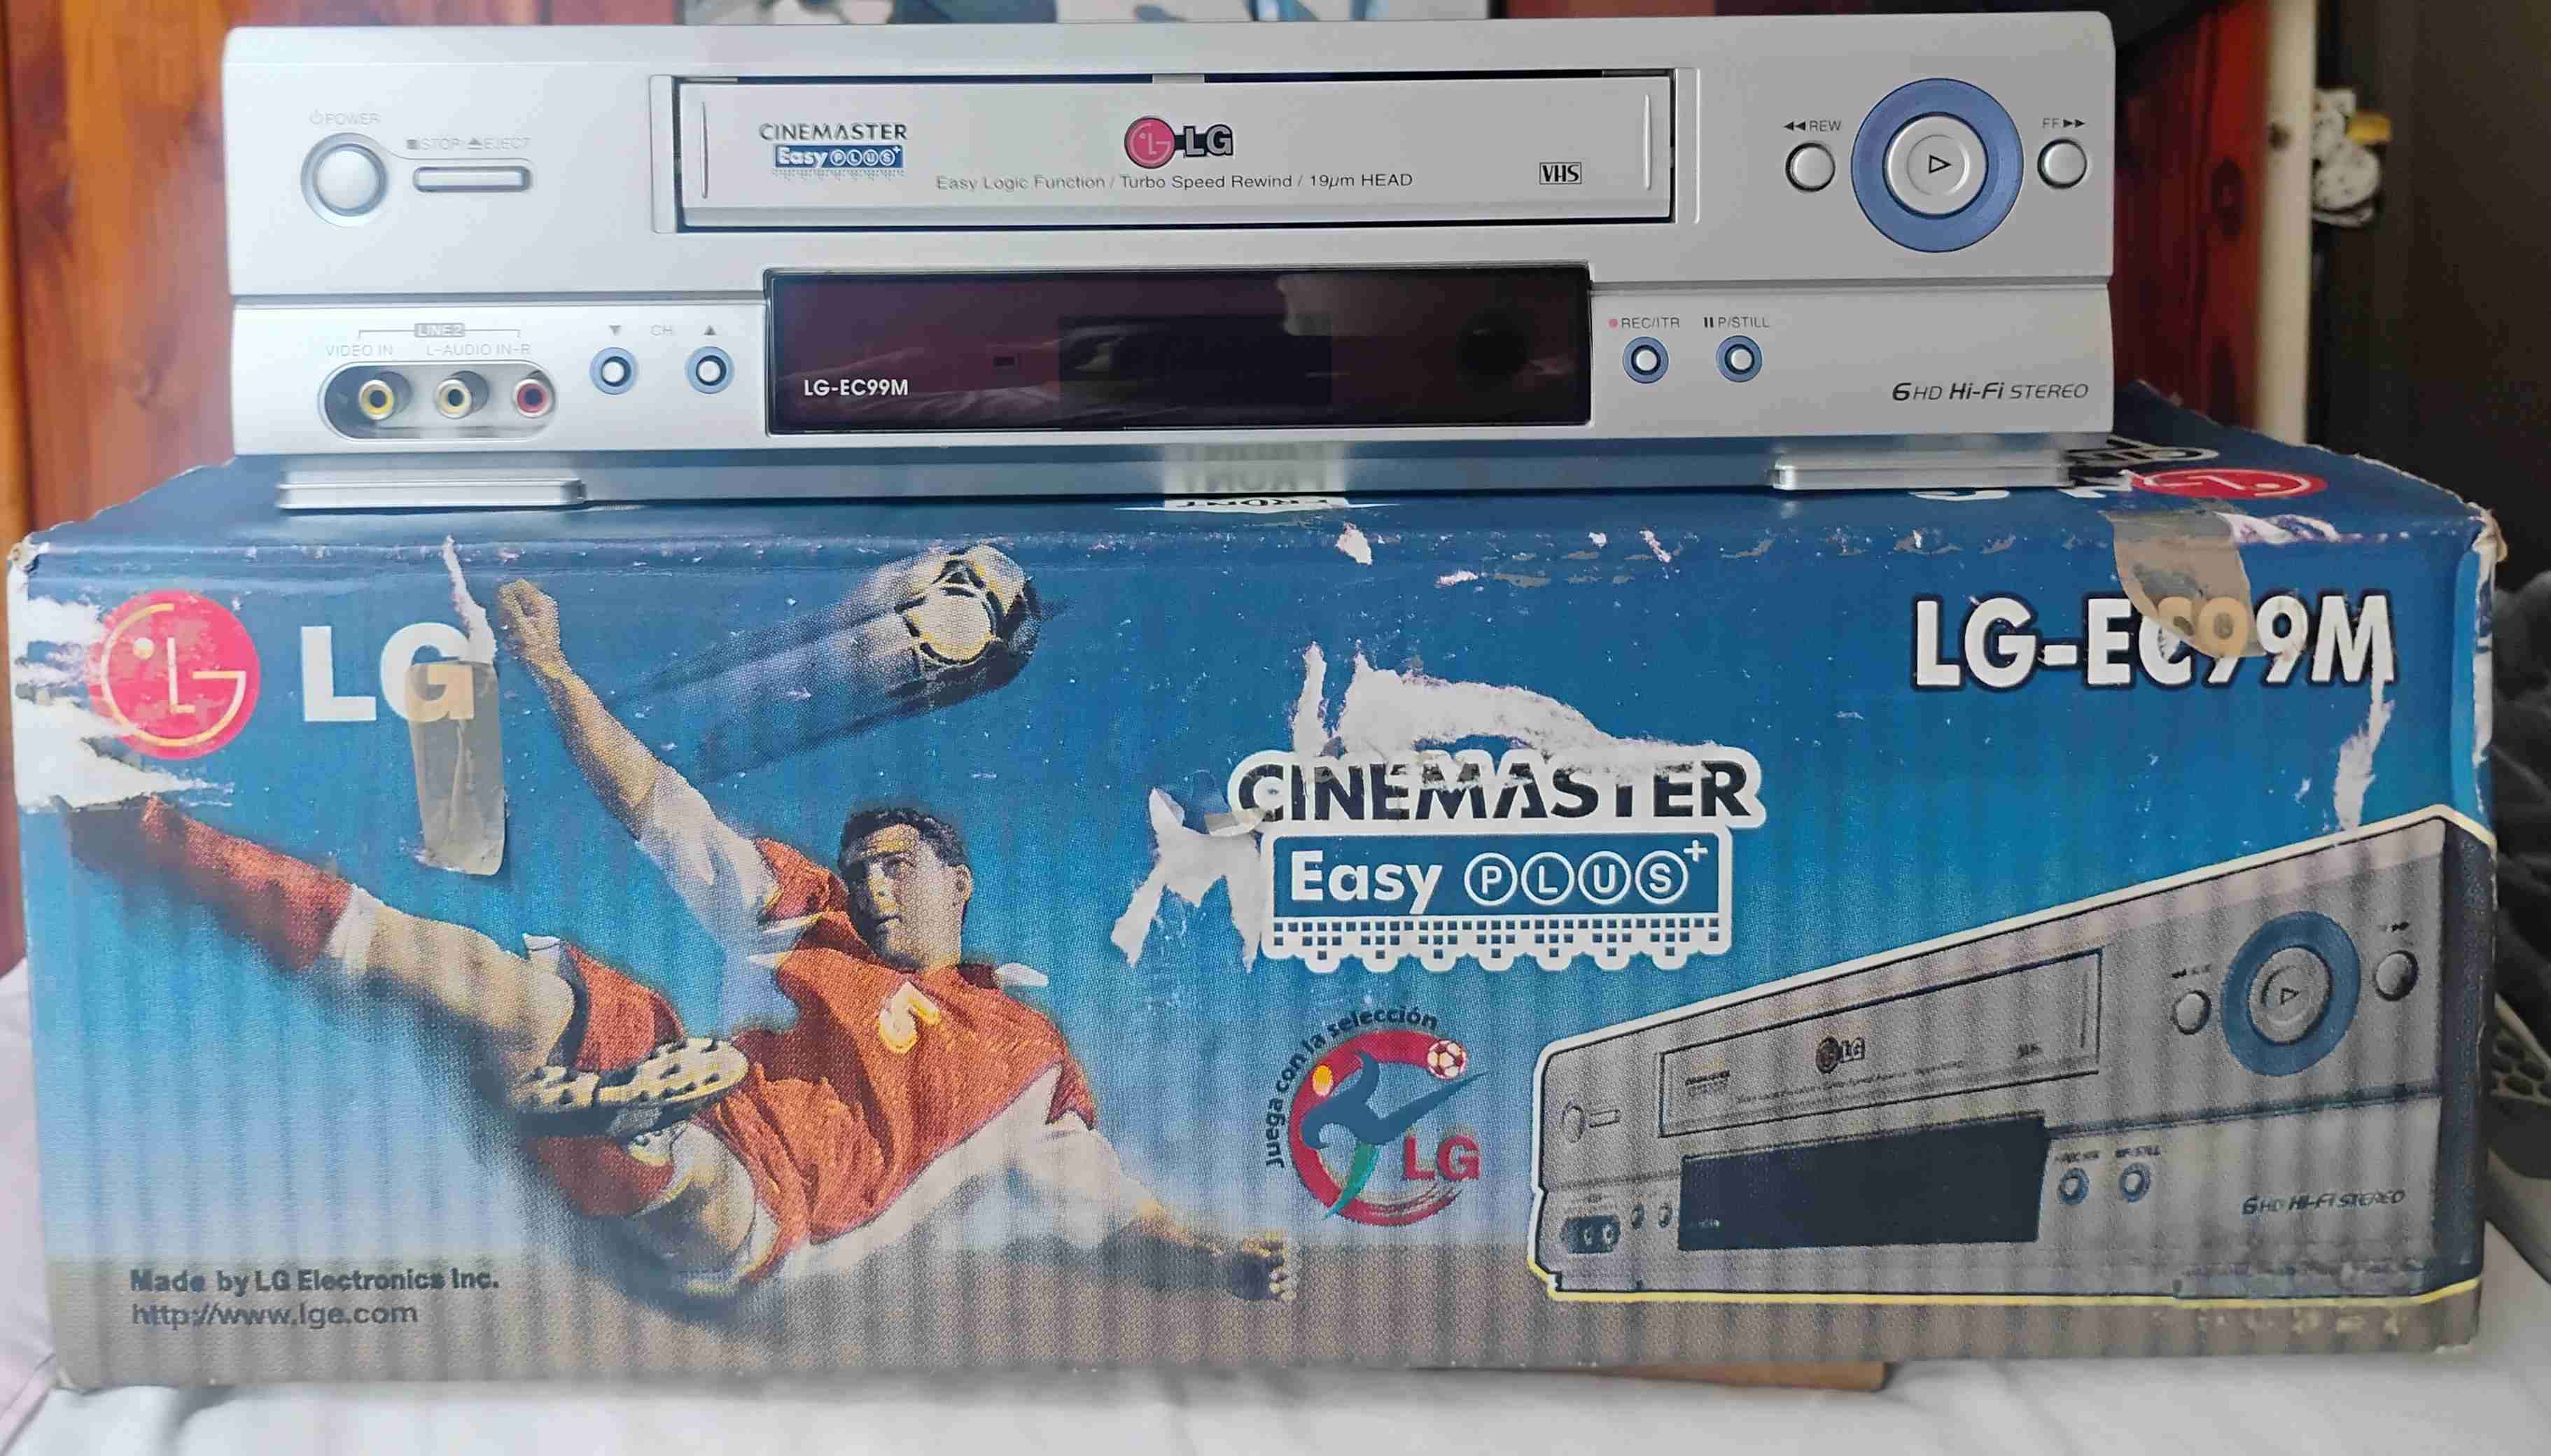 POWER
STOP/EJECT
CINEMASTER
Easy PLUS+
LG
Easy Logic Function / Turbo Speed Rewind / 19µm HEAD
VHS
REW
FF
LINE2
VIDEO IN L-AUDIO IN-R
CH
LG-EC99M
REC/ITR
P/STILL
6HD Hi-Fi STEREO
FRONT
LG
LG-EC99M
CINEMASTER
Easy PLUS+
5
Juega con la selección
LG
LG
6HD Hi-Fi STEREO
Made by LG Electronics Inc.
http://www.lge.com